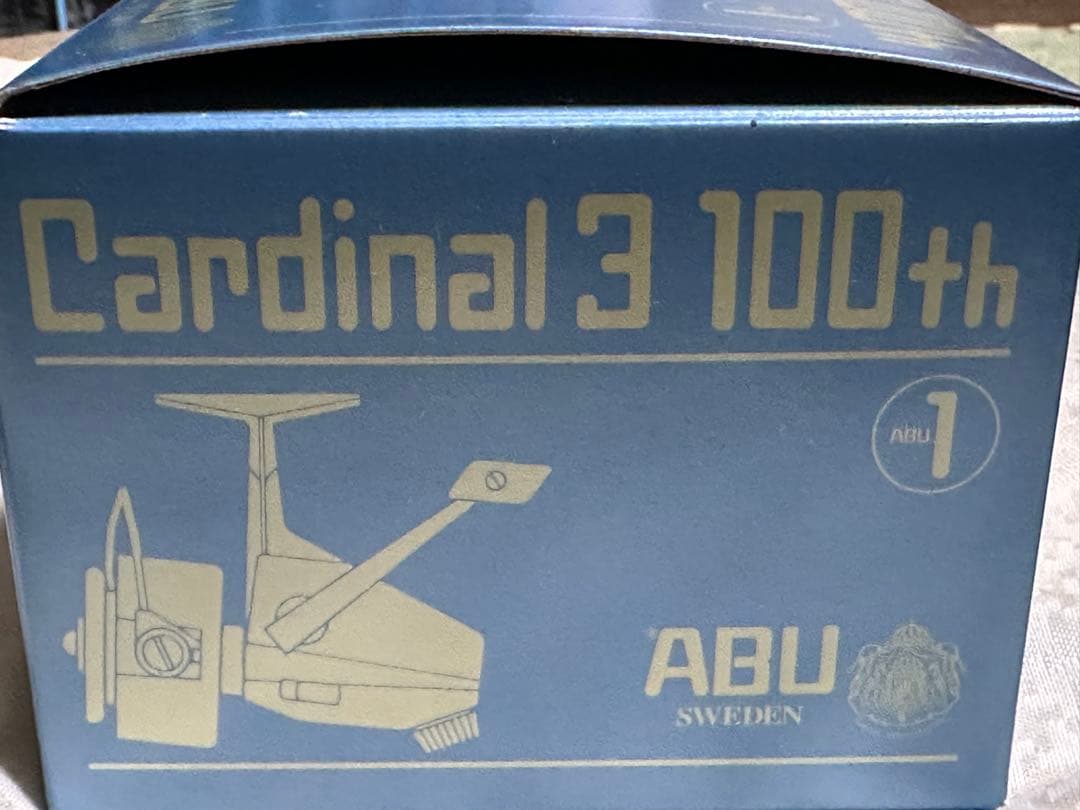 Cardinal 3 100th
ABU 1
ABU
SWEDEN